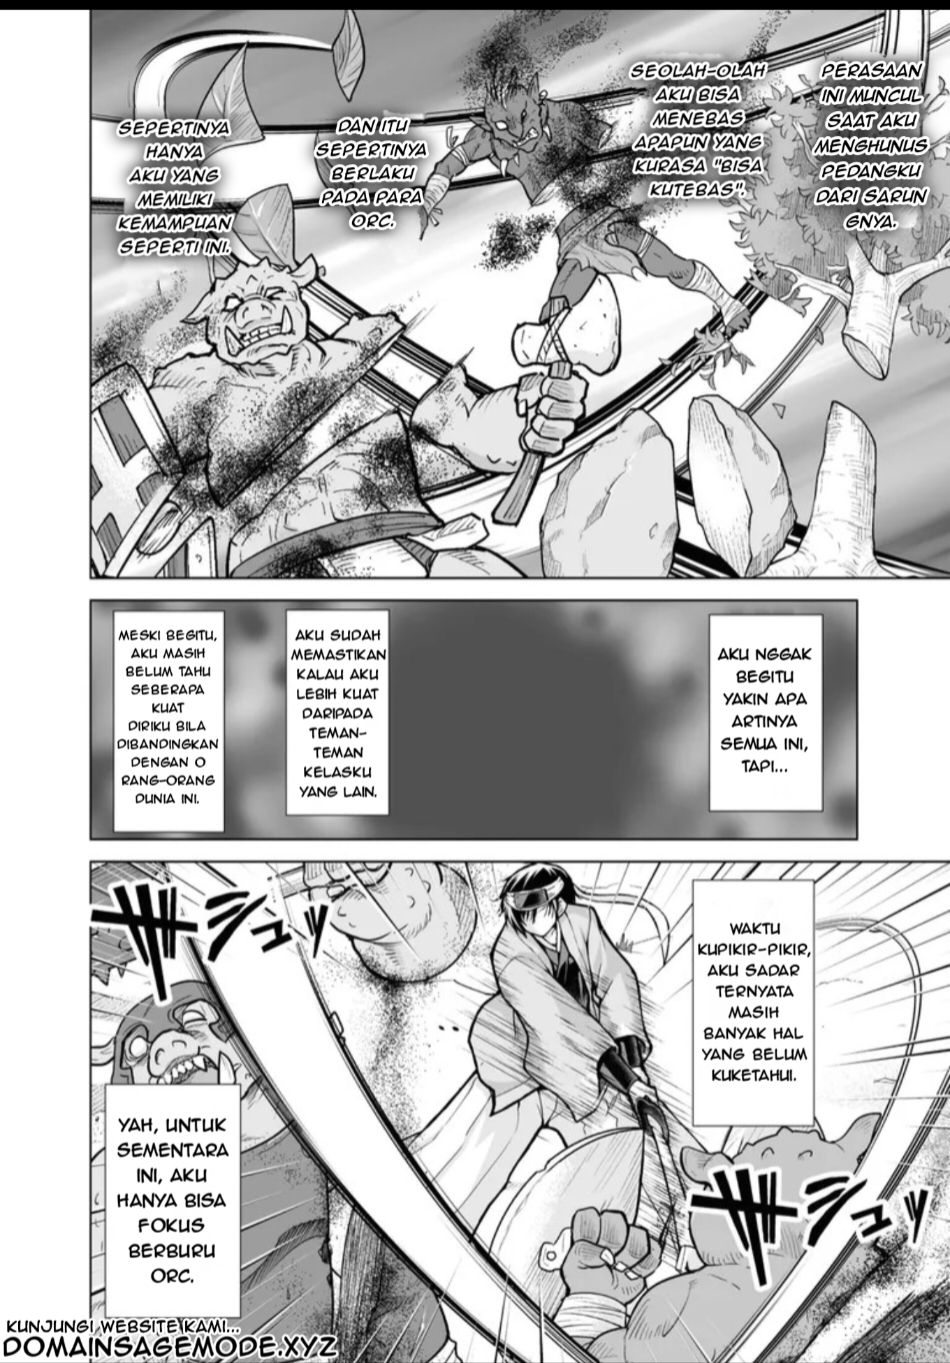 PERASAAN
INI MUNCUL
SAAT AKU
MENGHUNUS
PEDANGKU
DARI SARUN
GNYA.
SEOLAH-OLAH
AKU BISA
MENEBAS
APAPUN YANG
KURASA "BISA
KUTEBAS".
DAN ITU
SEPERTINYA
BERLAKU
PADA PARA
ORC.
SEPERTINYA
HANYA
AKU YANG
MEMILIKI
KEMAMPUAN
SEPERTI INI.
AKU NGGAK
BEGITU
YAKIN APA
ARTINYA
SEMUA INI,
TAPI...
AKU SUDAH
MEMASTIKAN
KALAU AKU
LEBIH KUAT
DARIPADA
TEMAN-
TEMAN
KELASKU
YANG LAIN.
MESKI BEGITU,
AKU MASIH
BELUM TAHU
SEBERAPA
KUAT
DIRIKU BILA
DIBANDINGKAN
DENGAN O
RANG-ORANG
DUNIA INI.
WAKTU
KUPIKIR-PIKIR,
AKU SADAR
TERNYATA
MASIH
BANYAK HAL
YANG BELUM
KUKETAHUI.
ザシュッ
...
ザシュッ
YAH, UNTUK
SEMENTARA
INI, AKU
HANYA BISA
FOKUS
BERBURU
ORC.
KUNJUNGI WEBSITE KAMI...
DOMAINSAGEMODE.XYZ